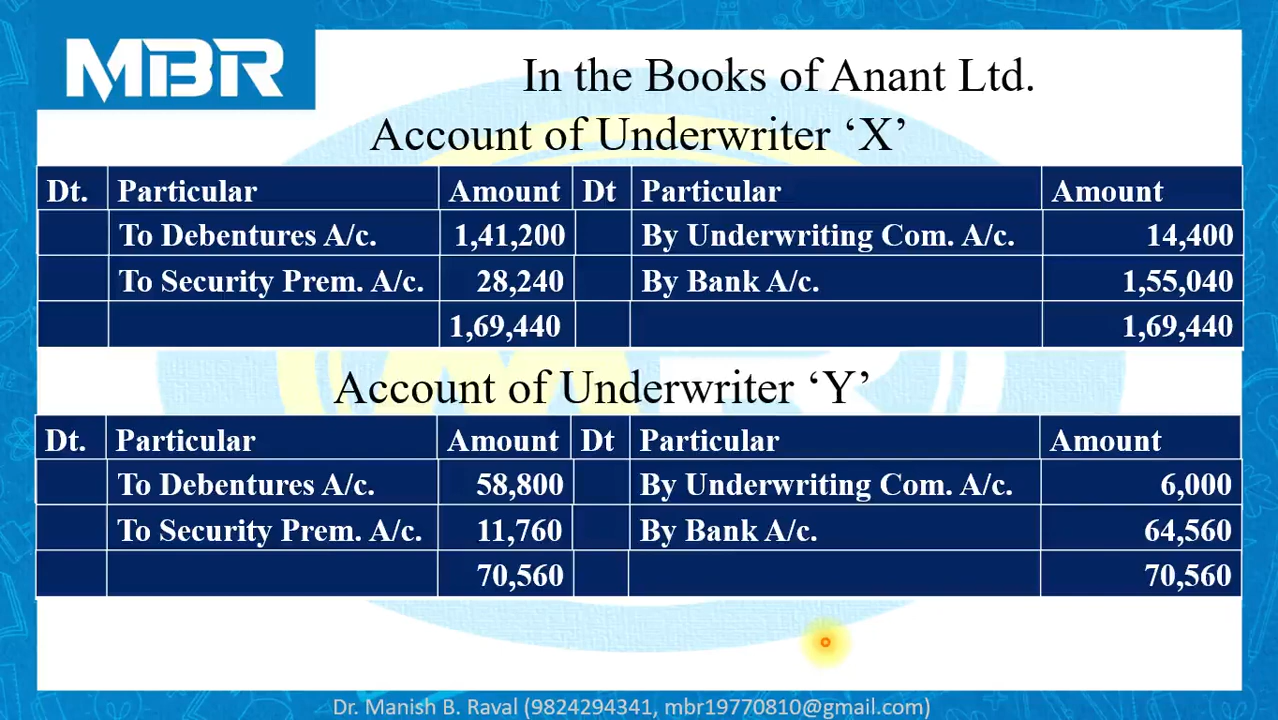 MBR
In the Books of Anant Ltd.
Account of Underwriter ‘X’
Dt. Particular Amount Dt Particular Amount
To Debentures A/c. 1,41,200 By Underwriting Com. A/c. 14,400
To Security Prem. A/c. 28,240 By Bank A/c. 1,55,040
1,69,440 1,69,440
Account of Underwriter ‘Y’
Dt. Particular Amount Dt Particular Amount
To Debentures A/c. 58,800 By Underwriting Com. A/c. 6,000
To Security Prem. A/c. 11,760 By Bank A/c. 64,560
70,560 70,560
Dr. Manish B. Raval (9824294341, mbr19770810@gmail.com)